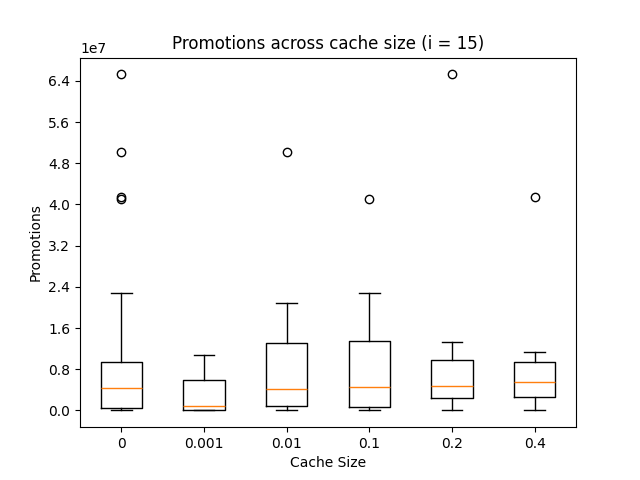 Promotions across cache size (i = 15)
1e7
6.4
5.6
4.8
4.0
3.2
2.4
1.6
0.8
0.0
Promotions
0 0.001 0.01 0.1 0.2 0.4
Cache Size